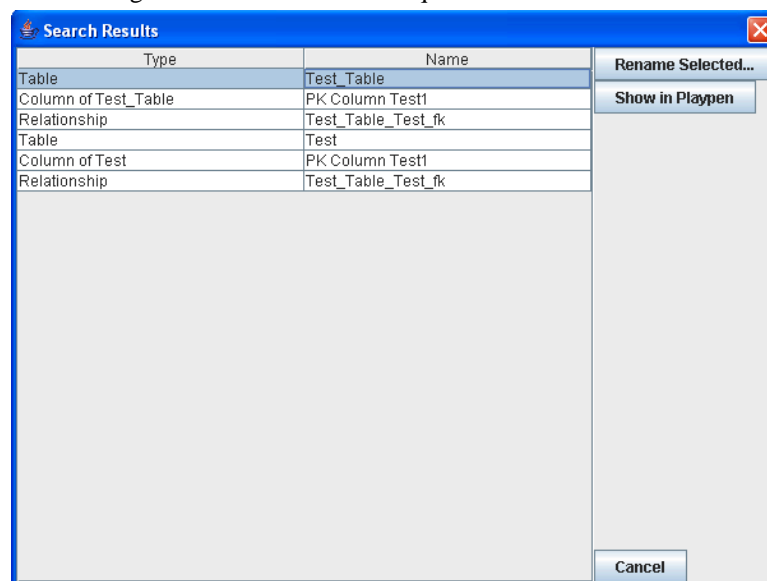 Search Results
Type Name
Table Test_Table
Column of Test_Table PK Column Test1
Relationship Test_Table_Test_fk
Table Test
Column of Test PK Column Test1
Relationship Test_Table_Test_fk
Rename Selected...
Show in Playpen
Cancel